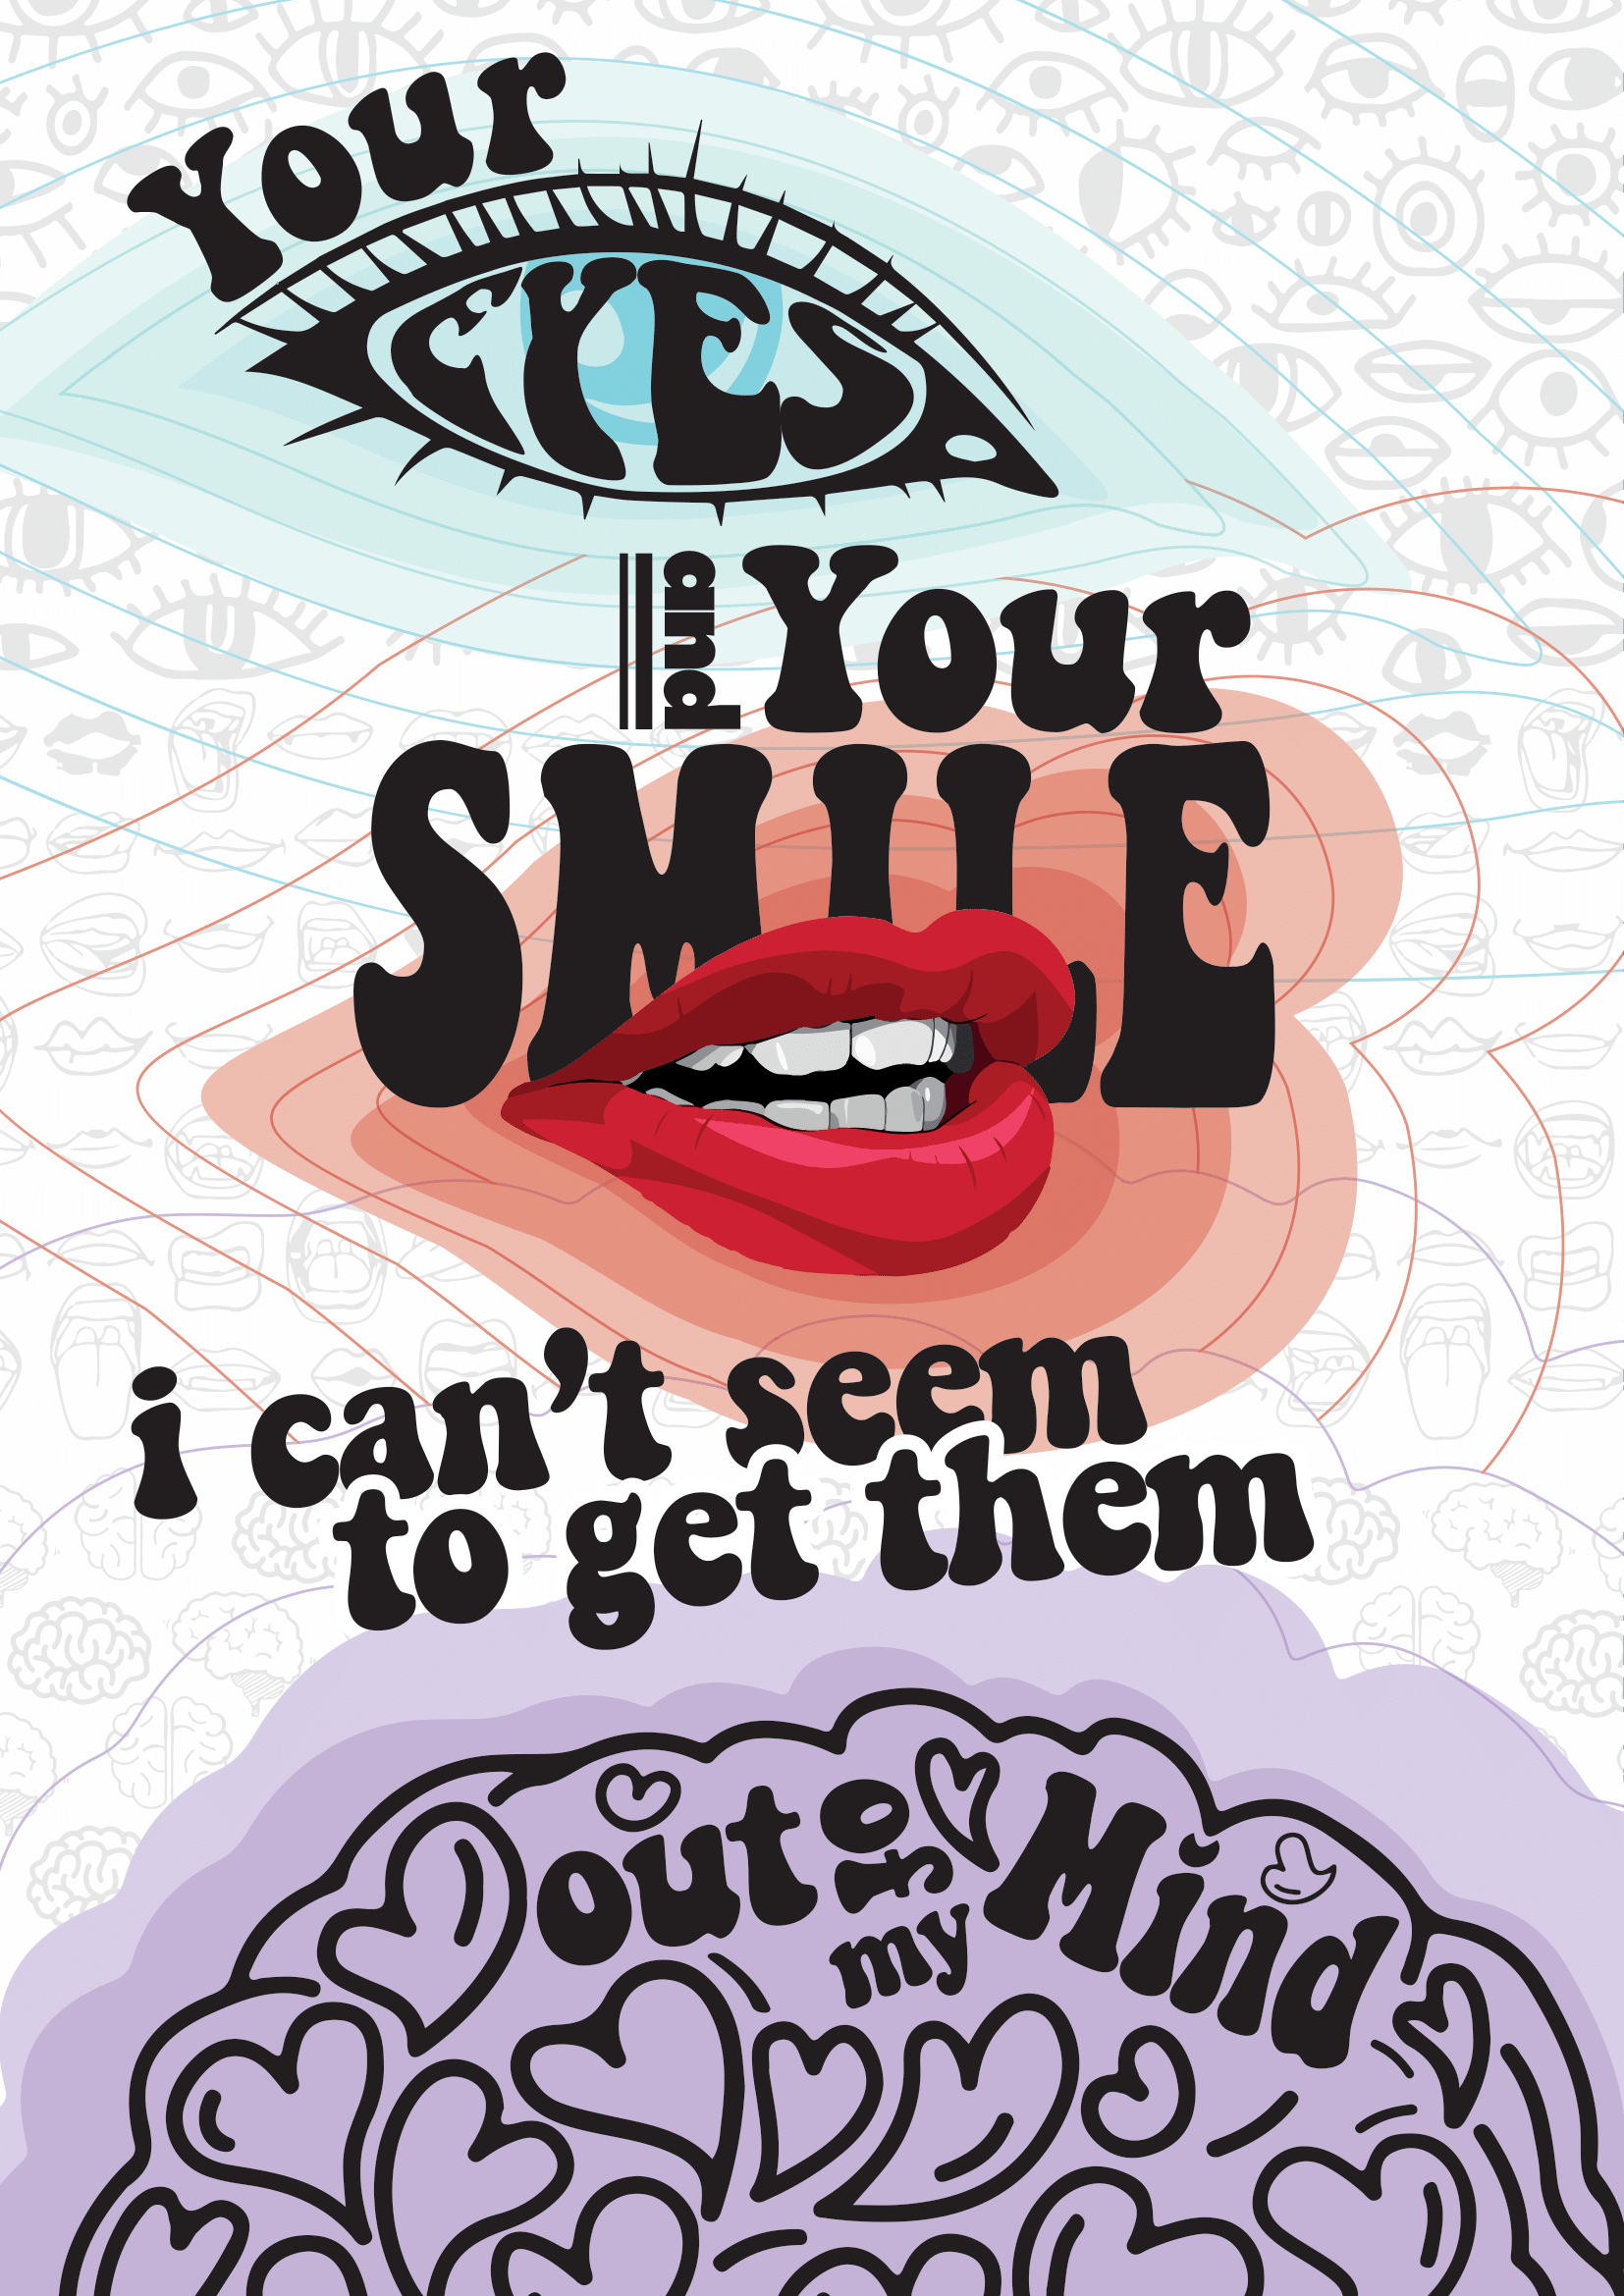 Your
EYES
and Your
SMILE
i can't seem
to get them
out of my Mind